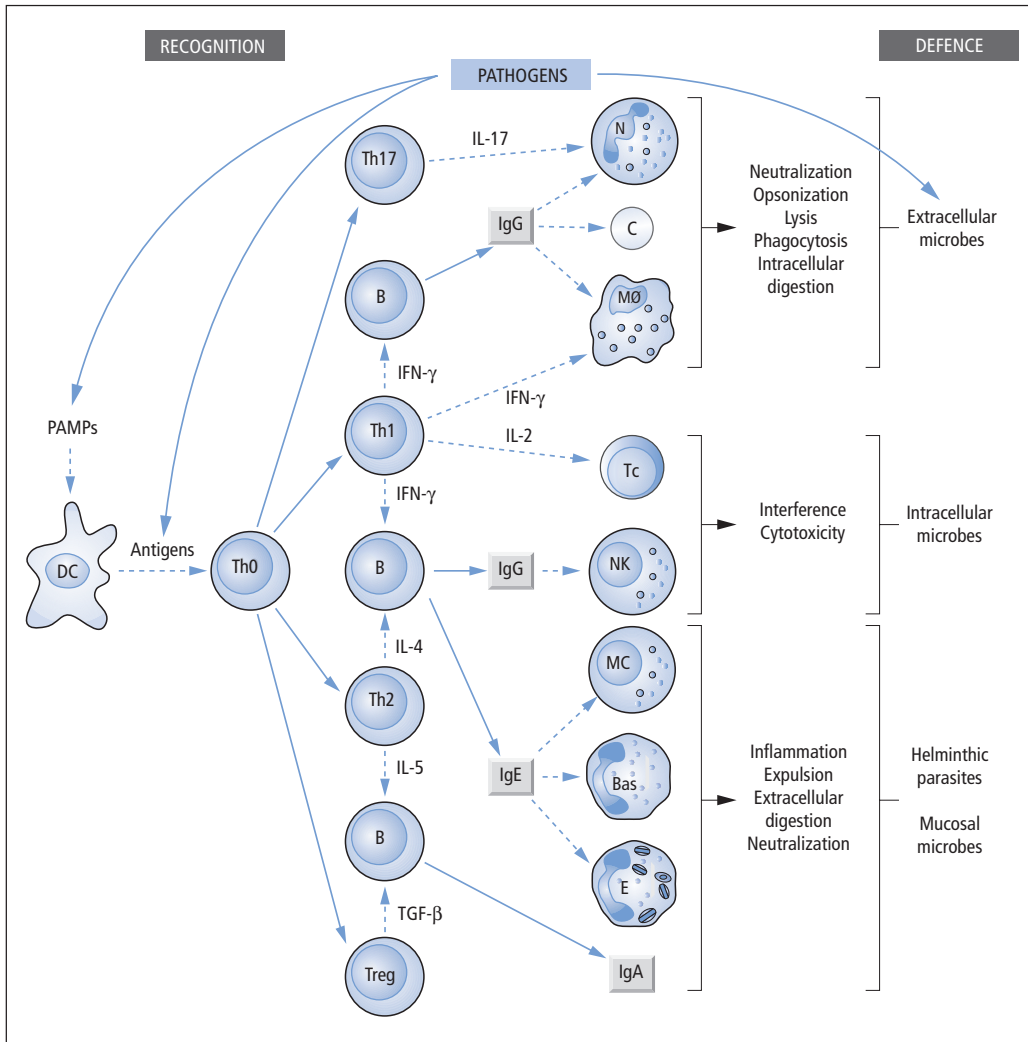 RECOGNITION
DEFENCE
PATHOGENS
IL-17
N
Th17
Neutralization
Opsonization
Lysis
Phagocytosis
Intracellular
digestion
Extracellular
microbes
IgG
C
B
MØ
IFN-γ
IFN-γ
PAMPs
Th1
IL-2
Tc
IFN-γ
Interference
Cytotoxicity
Intracellular
microbes
Antigens
DC
Th0
B
IgG
NK
IL-4
MC
Th2
IL-5
IgE
Bas
Inflammation
Expulsion
Extracellular
digestion
Neutralization
Helminthic
parasites
Mucosal
microbes
B
E
TGF-β
Treg
IgA